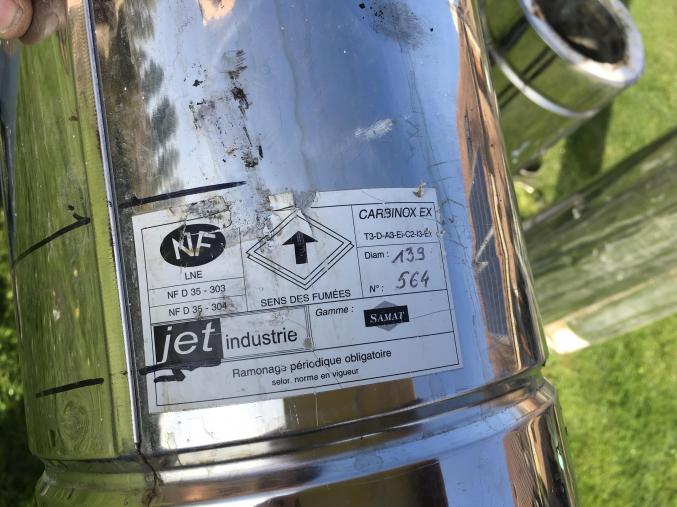 NF
LNE
NF D 35 - 303
NF D 35 - 304
SENS DES FUMÉES
CARBINOX EX
T3-D-A3-Ei-C2-I3-Ei
Diam : 139
N° : 564
jet industrie
Gamme : SAMAT
Ramonage périodique obligatoire
selon norme en vigueur